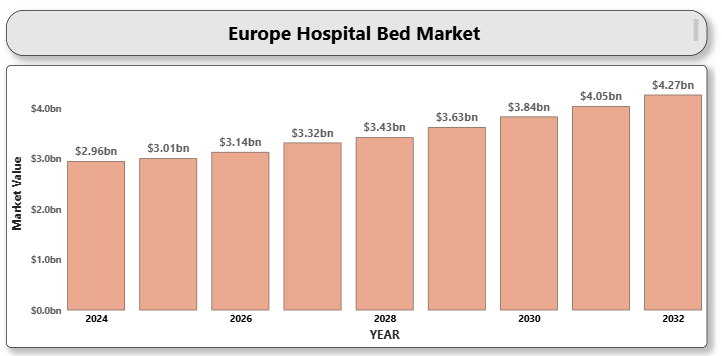 Europe Hospital Bed Market
$4.27bn
$4.05bn
$3.84bn
$3.63bn
$3.43bn
$3.32bn
$3.14bn
$3.01bn
$2.96bn
$4.0bn
$3.0bn
$2.0bn
$1.0bn
$0.0bn
Market Value
2024 2026 2028 2030 2032
YEAR